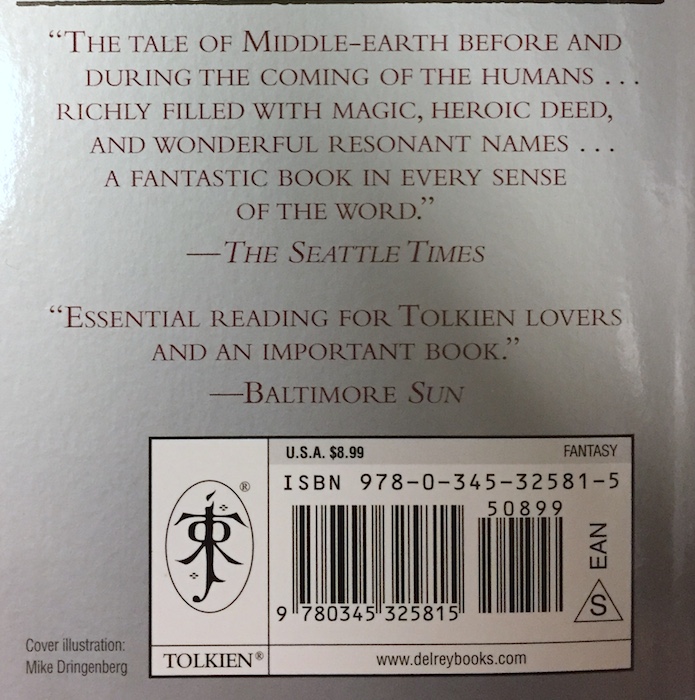 “THE TALE OF MIDDLE-EARTH BEFORE AND
DURING THE COMING OF THE HUMANS . . .
RICHLY FILLED WITH MAGIC, HEROIC DEED,
AND WONDERFUL RESONANT NAMES . . .
A FANTASTIC BOOK IN EVERY SENSE
OF THE WORD.”
—THE SEATTLE TIMES
“ESSENTIAL READING FOR TOLKIEN LOVERS
AND AN IMPORTANT BOOK.”
—BALTIMORE SUN
U.S.A. $8.99 FANTASY
ISBN 978-0-345-32581-5
50899
EAN
S
9 780345 325815
®
TOLKIEN®
www.delreybooks.com
Cover illustration:
Mike Dringenberg